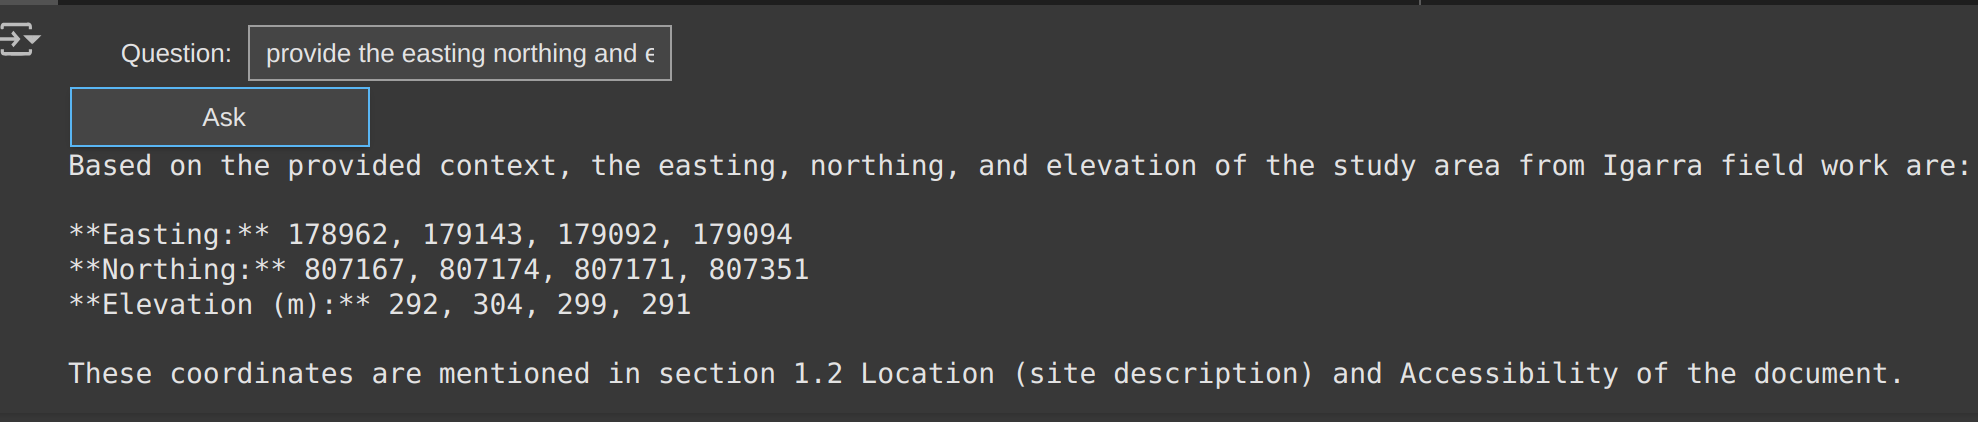 Question: provide the easting northing and e
Ask
Based on the provided context, the easting, northing, and elevation of the study area from Igarra field work are:
**Easting:** 178962, 179143, 179092, 179094
**Northing:** 807167, 807174, 807171, 807351
**Elevation (m):** 292, 304, 299, 291
These coordinates are mentioned in section 1.2 Location (site description) and Accessibility of the document.